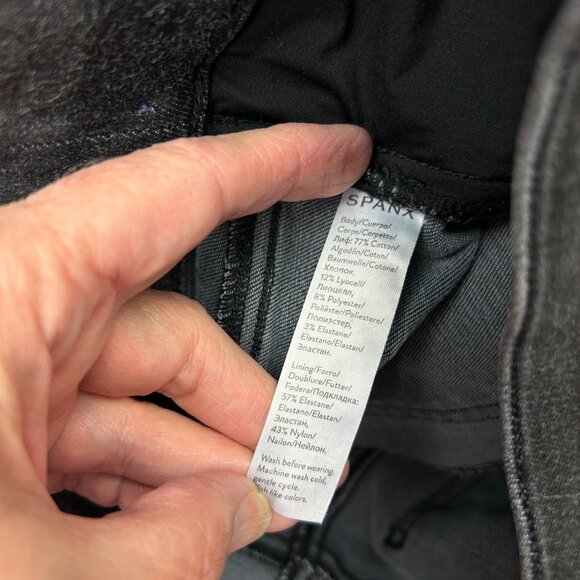 SPANX
Body/Cuerpo/
Corps/Corpetto/
Лиф: 77% Cotton/
Algodón/Coton/
Baumwolle/Cotone/
Хлопок,
12% Lyocell/
Лиоцелл,
8% Polyester/
Poliéster/Poliestere/
Полиэстер,
3% Elastane/
Elastano/Elastan/
Эластан.
Lining/Forro/
Doublure/Futter/
Fodera/Подкладка:
57% Elastane/
Elastano/Elastan/
Эластан,
43% Nylon/
Nailon/Нейлон.
Wash before wearing.
Machine wash cold,
gentle cycle.
like colors.